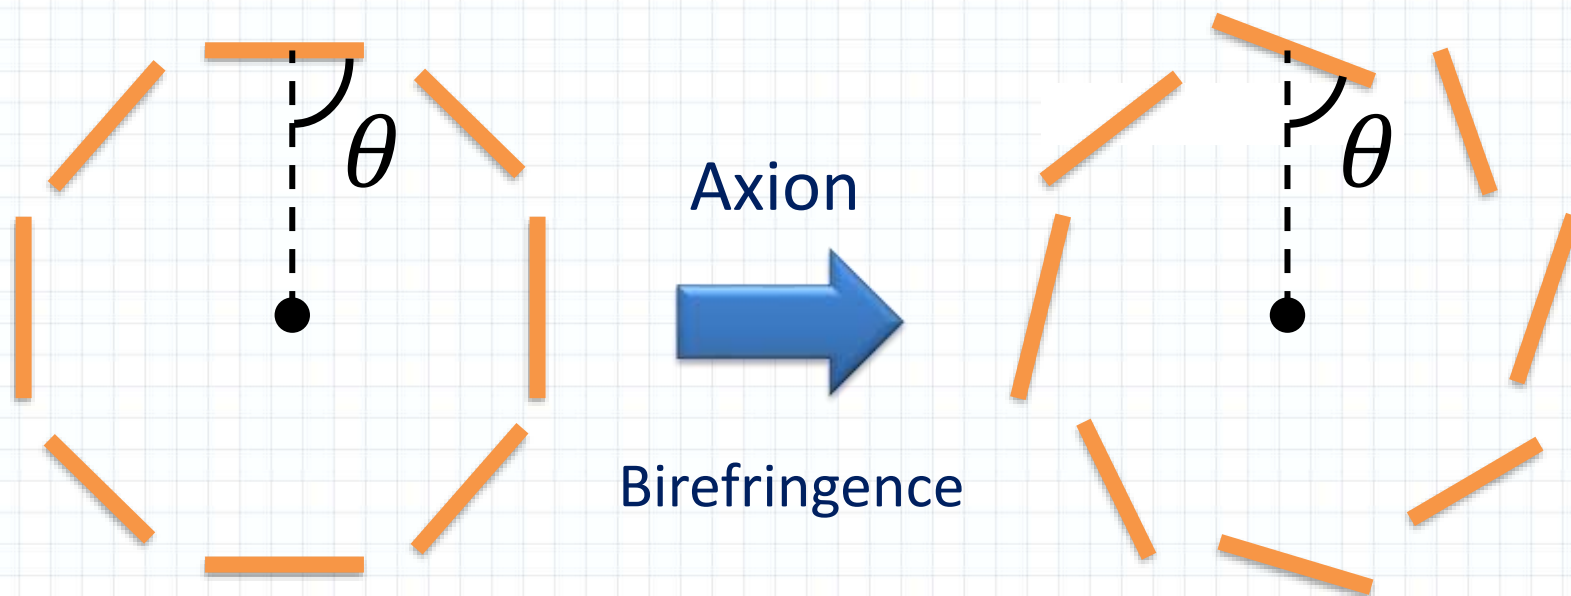 θ
Axion
Birefringence
θ